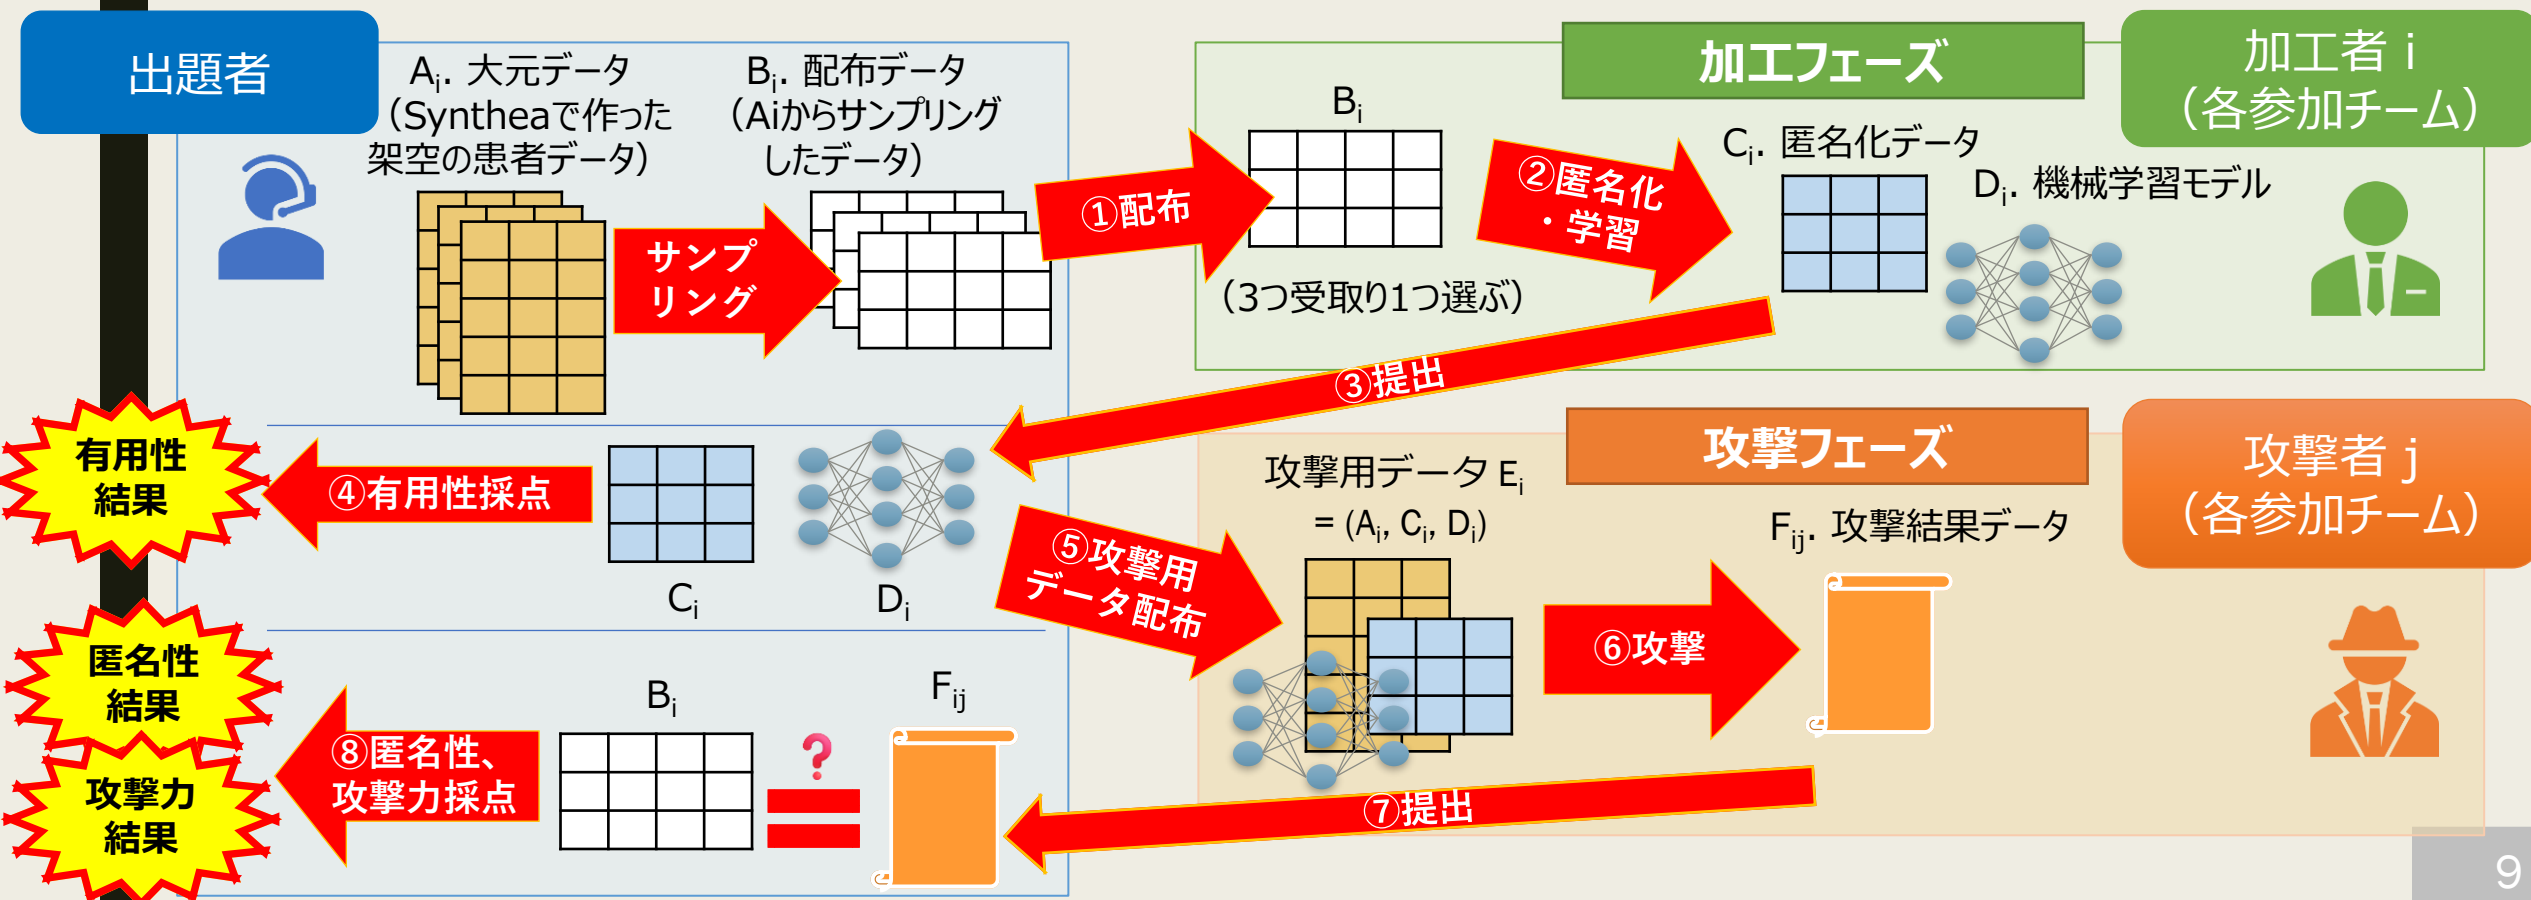 出題者
Ai. 大元データ
（Syntheaで作った
架空の患者データ）
Bi. 配布データ
（Aiからサンプリング
したデータ）
サンプ
リング
①配布
加工フェーズ
加工者 i
（各参加チーム）
Bi
（3つ受取り1つ選ぶ）
②匿名化
・学習
Ci. 匿名化データ
Di. 機械学習モデル
③提出
有用性
結果
④有用性採点
Ci
Di
⑤攻撃用
データ配布
攻撃フェーズ
攻撃者 j
（各参加チーム）
攻撃用データ Ei
= (Ai, Ci, Di)
⑥攻撃
Fij. 攻撃結果データ
⑦提出
匿名性
結果
攻撃力
結果
⑧匿名性、
攻撃力採点
Bi
?
Fij
9